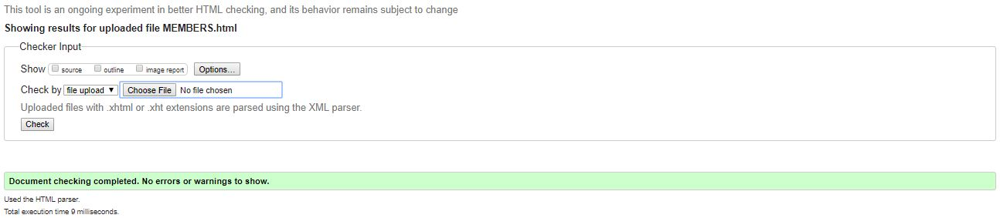 This tool is an ongoing experiment in better HTML checking, and its behavior remains subject to change
Showing results for uploaded file MEMBERS.html
Checker Input
Show source outline image report Options...
Check by file upload Choose File No file chosen
Uploaded files with .xhtml or .xht extensions are parsed using the XML parser.
Check
Document checking completed. No errors or warnings to show.
Used the HTML parser.
Total execution time 9 milliseconds.